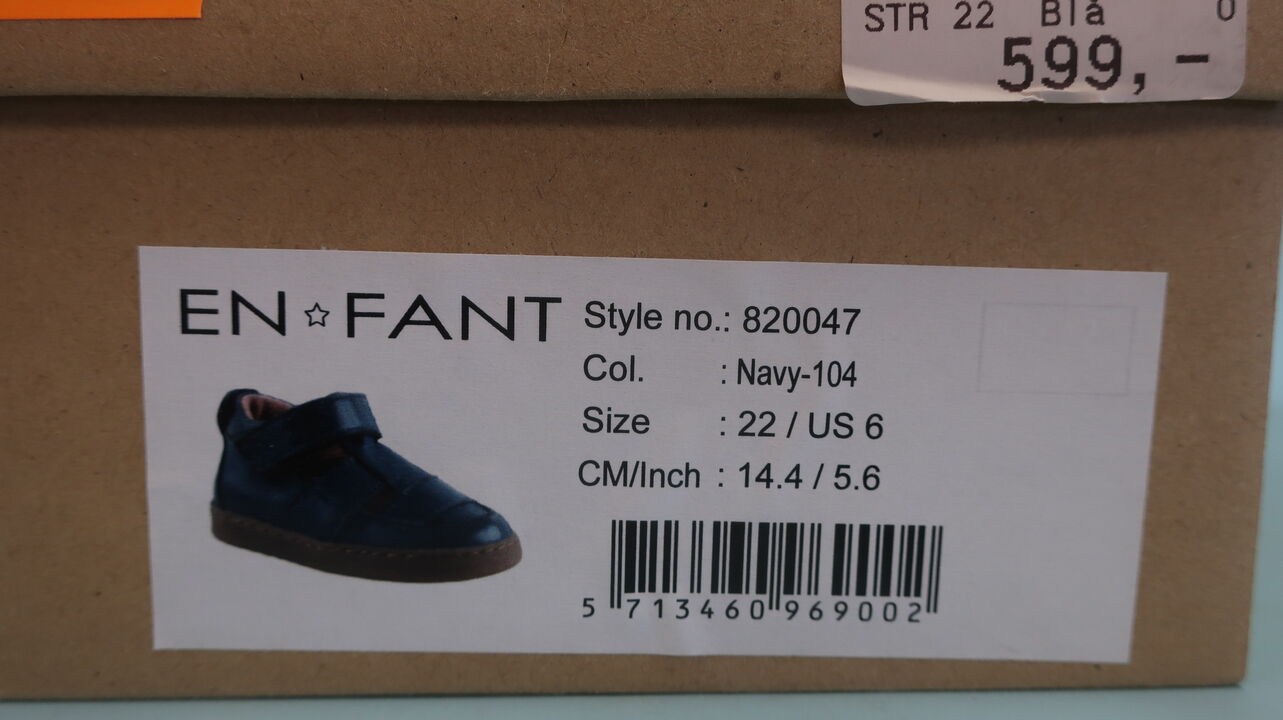 STR 22 Blå 0
599,-
EN☆FANT
Style no.: 820047
Col. : Navy-104
Size : 22 / US 6
CM/Inch : 14.4 / 5.6
5 713460 969002